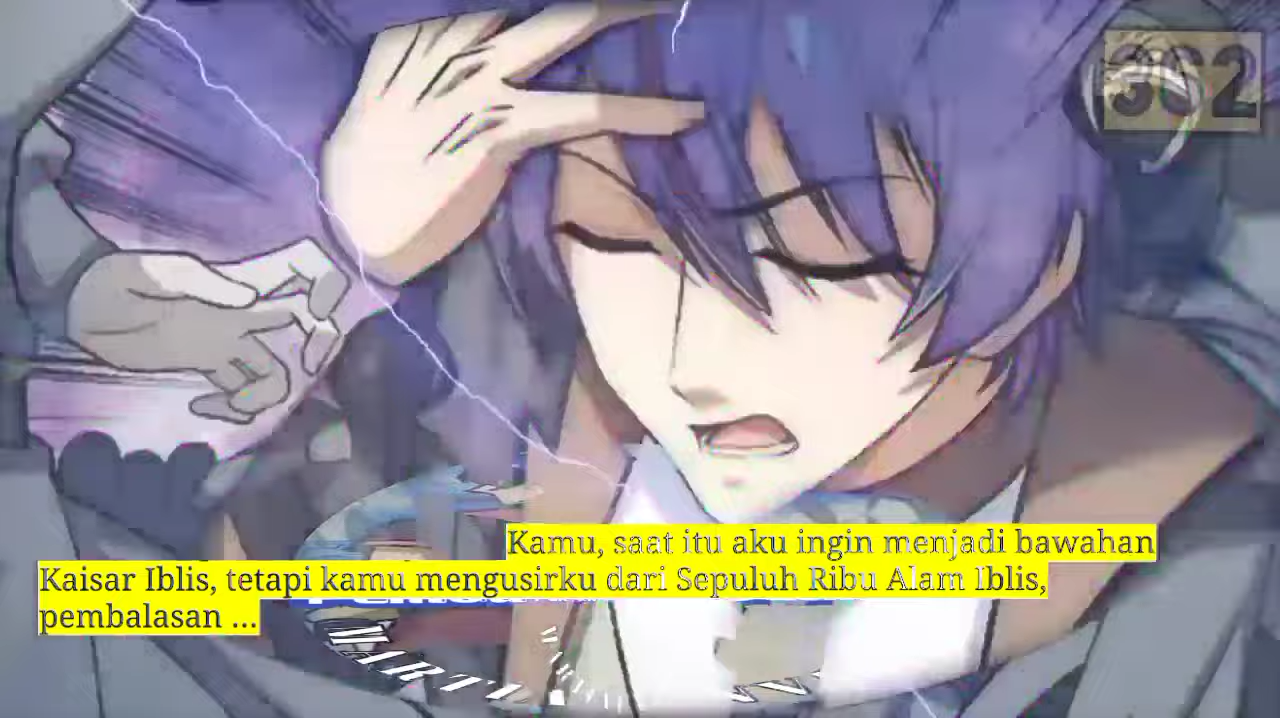 362
Kamu, saat itu aku ingin menjadi bawahan
Kaisar Iblis, tetapi kamu mengusirku dari Sepuluh Ribu Alam Iblis,
pembalasan ...